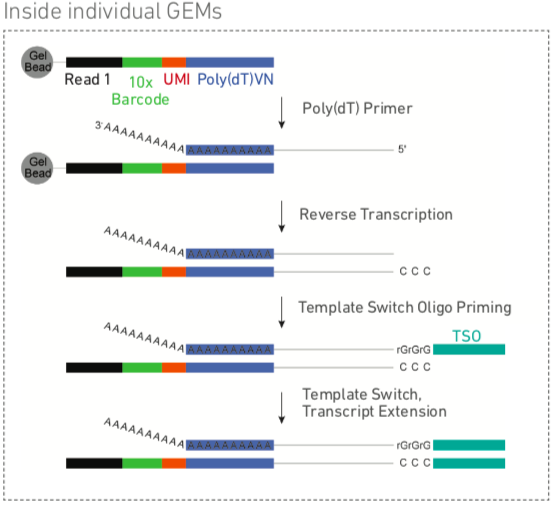 Inside individual GEMs
Gel
Bead
Read 1
10x
Barcode
UMI
Poly(dT)VN
Poly(dT) Primer
3'AAAAAAAAAA
AAAAAAAAAA
5'
Gel
Bead
Reverse Transcription
AAAAAAAAAA
AAAAAAAAAA
C C C
Template Switch Oligo Priming
TSO
AAAAAAAAAA
AAAAAAAAAA
rGrGrG
C C C
Template Switch,
Transcript Extension
AAAAAAAAAA
AAAAAAAAAA
rGrGrG
C C C